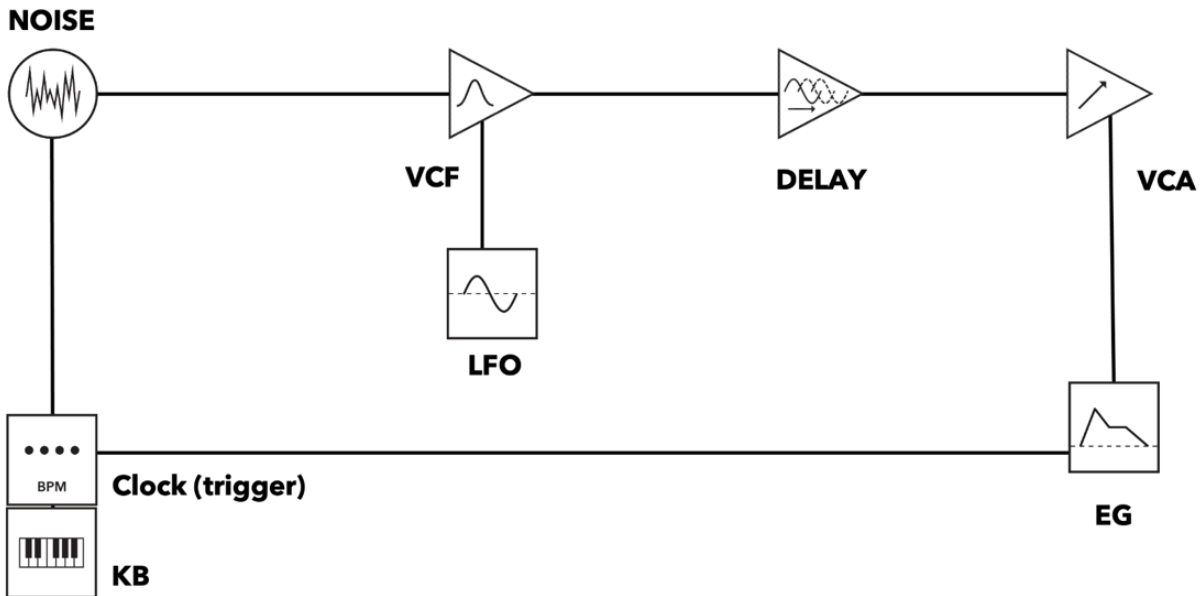 NOISE
VCF
DELAY
VCA
LFO
BPM
Clock (trigger)
EG
KB